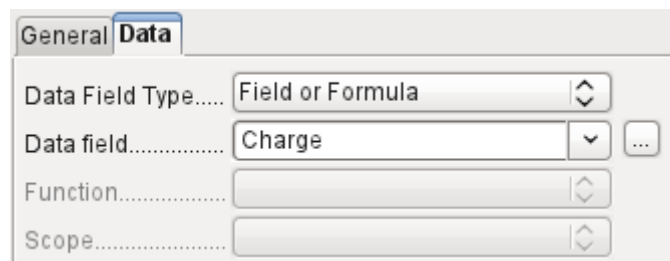 General Data
Data Field Type..... Field or Formula
Data field................ Charge ...
Function..................
Scope......................